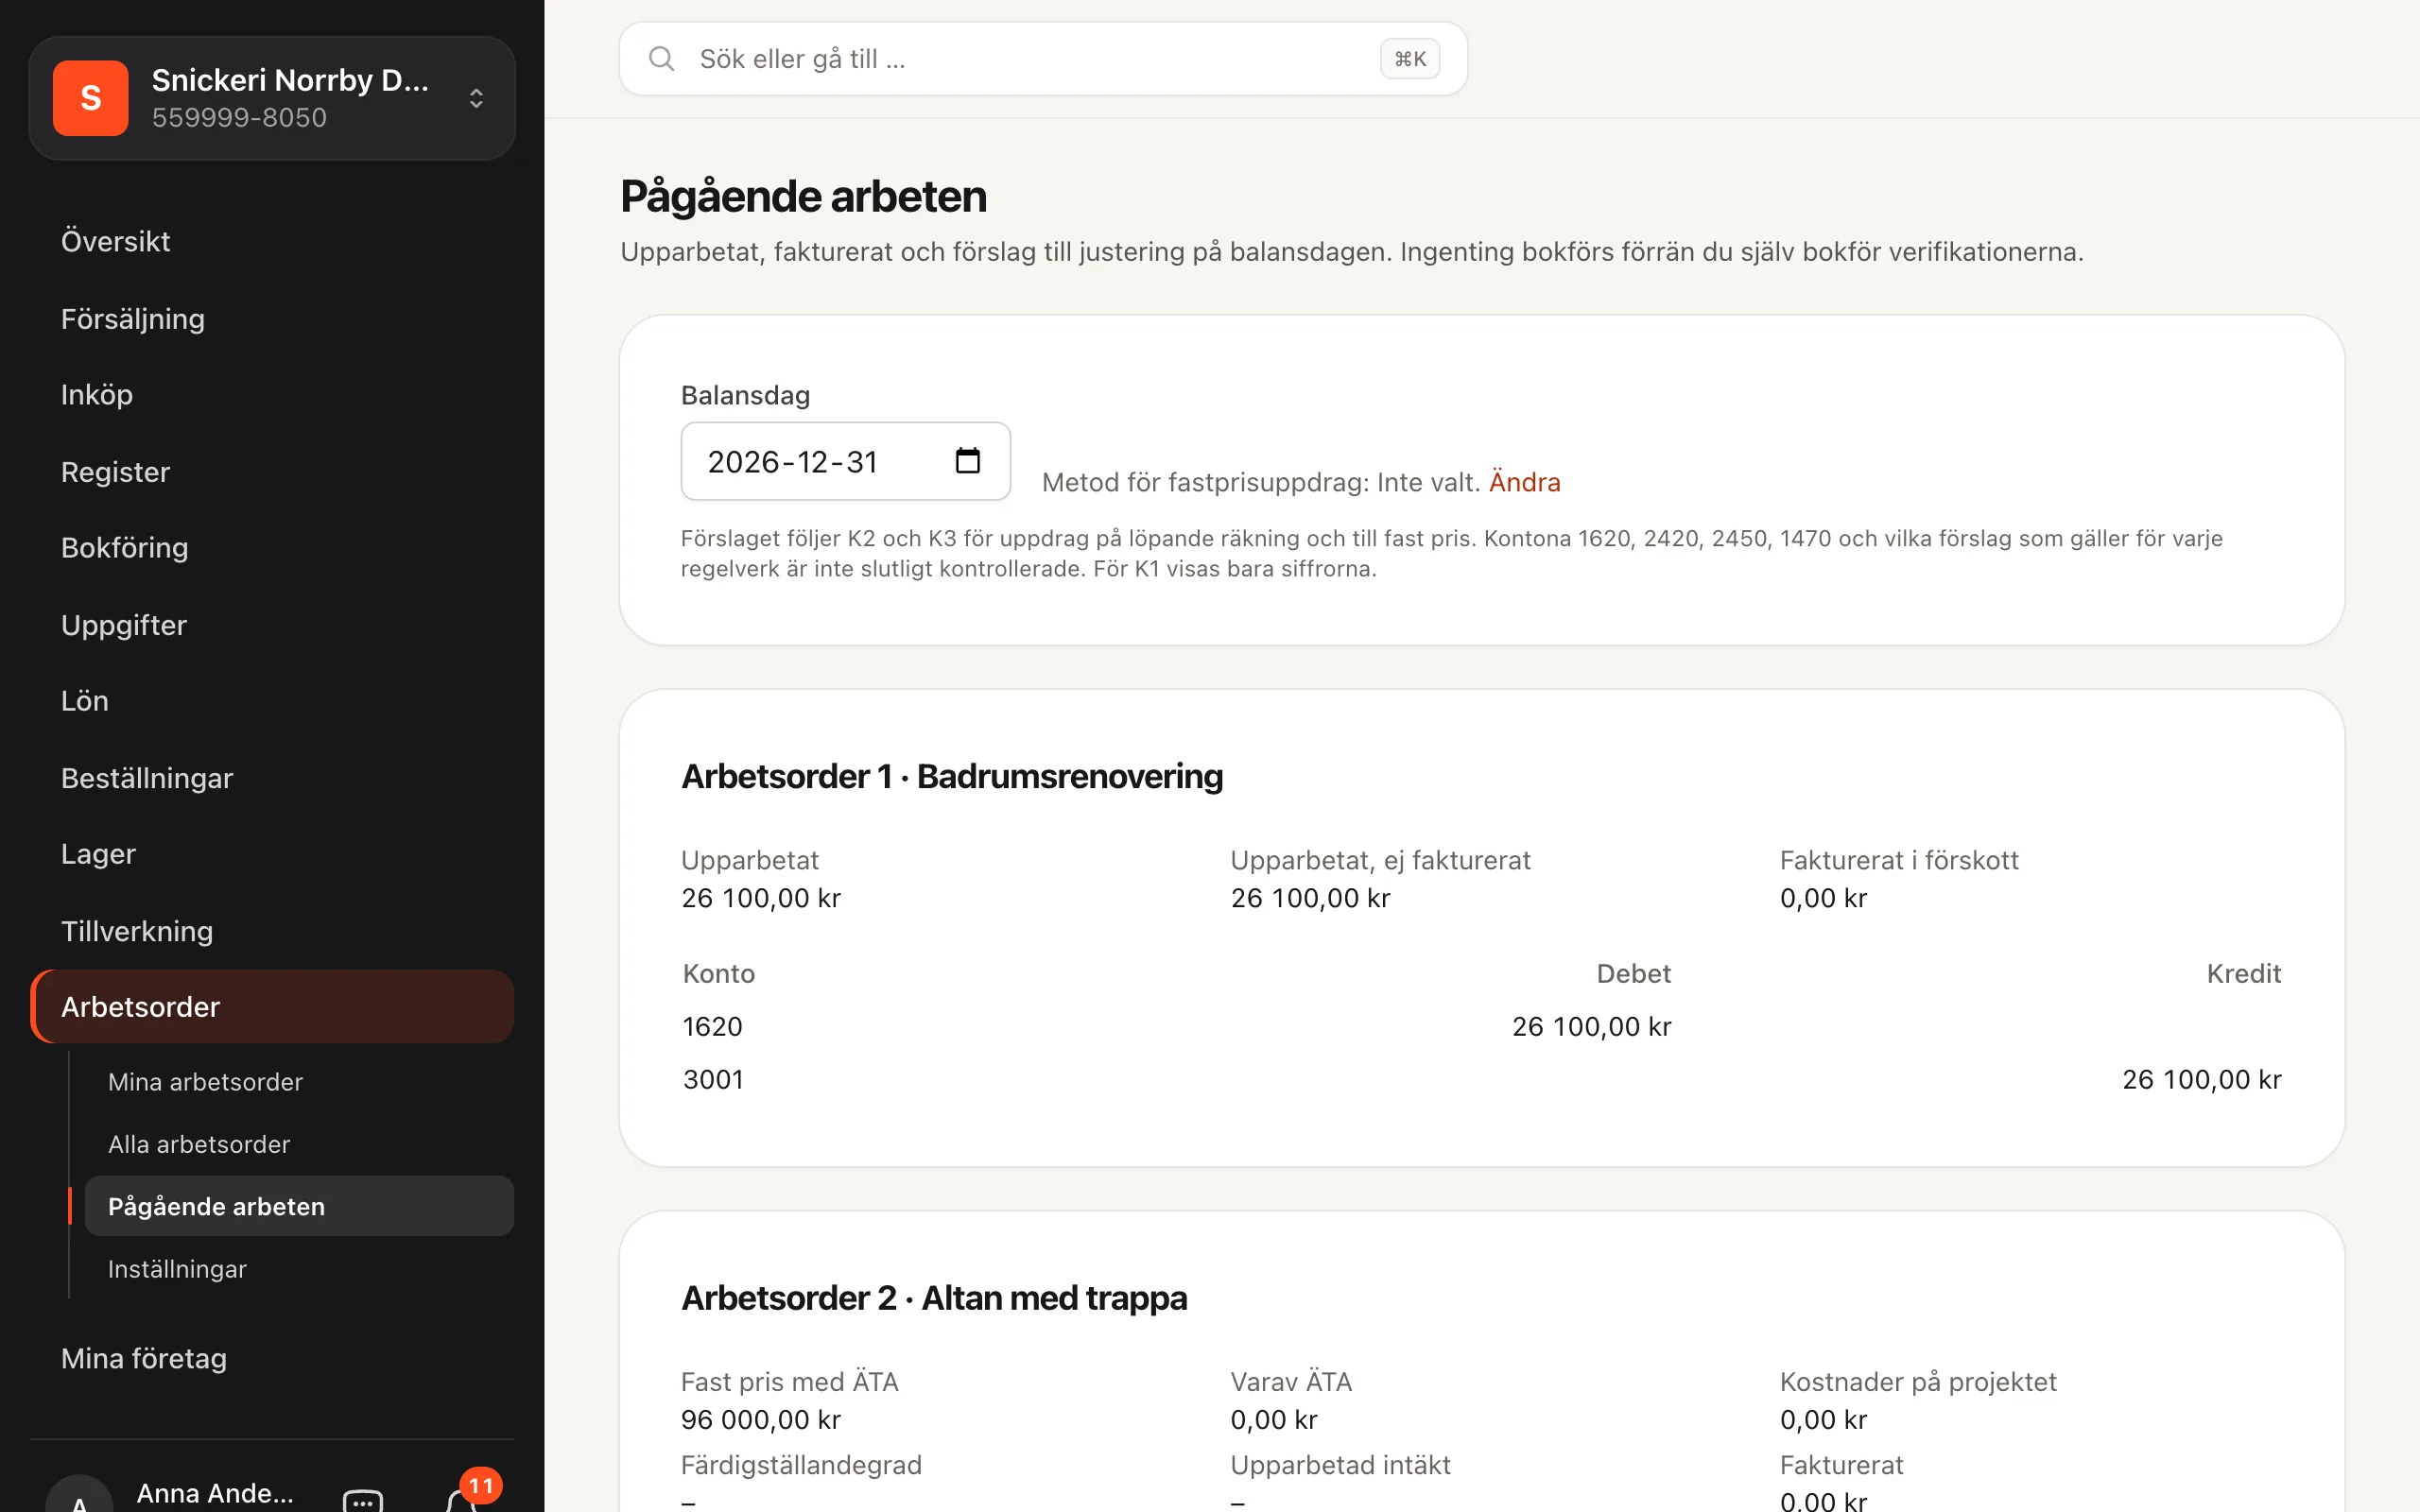 S
Snickeri Norrby D...
559999-8050
Översikt
Försäljning
Inköp
Register
Bokföring
Uppgifter
Lön
Beställningar
Lager
Tillverkning
Arbetsorder
Mina arbetsorder
Alla arbetsorder
Pågående arbeten
Inställningar
Mina företag
A
Anna Ande...
11
Sök eller gå till ...
⌘K
Pågående arbeten
Upparbetat, fakturerat och förslag till justering på balansdagen. Ingenting bokförs förrän du själv bokför verifikationerna.
Balansdag
2026-12-31
Metod för fastprisuppdrag: Inte valt. Ändra
Förslaget följer K2 och K3 för uppdrag på löpande räkning och till fast pris. Kontona 1620, 2420, 2450, 1470 och vilka förslag som gäller för varje
regelverk är inte slutligt kontrollerade. För K1 visas bara siffrorna.
Arbetsorder 1 · Badrumsrenovering
Upparbetat
26 100,00 kr
Upparbetat, ej fakturerat
26 100,00 kr
Fakturerat i förskott
0,00 kr
Konto Debet Kredit
1620 26 100,00 kr
3001 26 100,00 kr
Arbetsorder 2 · Altan med trappa
Fast pris med ÄTA
96 000,00 kr
Varav ÄTA
0,00 kr
Kostnader på projektet
0,00 kr
Färdigställandegrad
–
Upparbetad intäkt
–
Fakturerat
0,00 kr